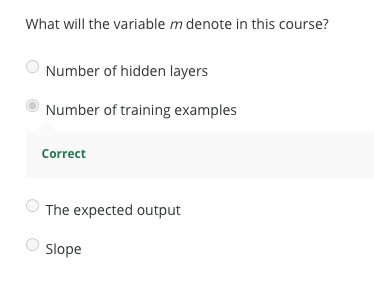 What will the variable m denote in this course?
Number of hidden layers
Number of training examples
Correct
The expected output
Slope